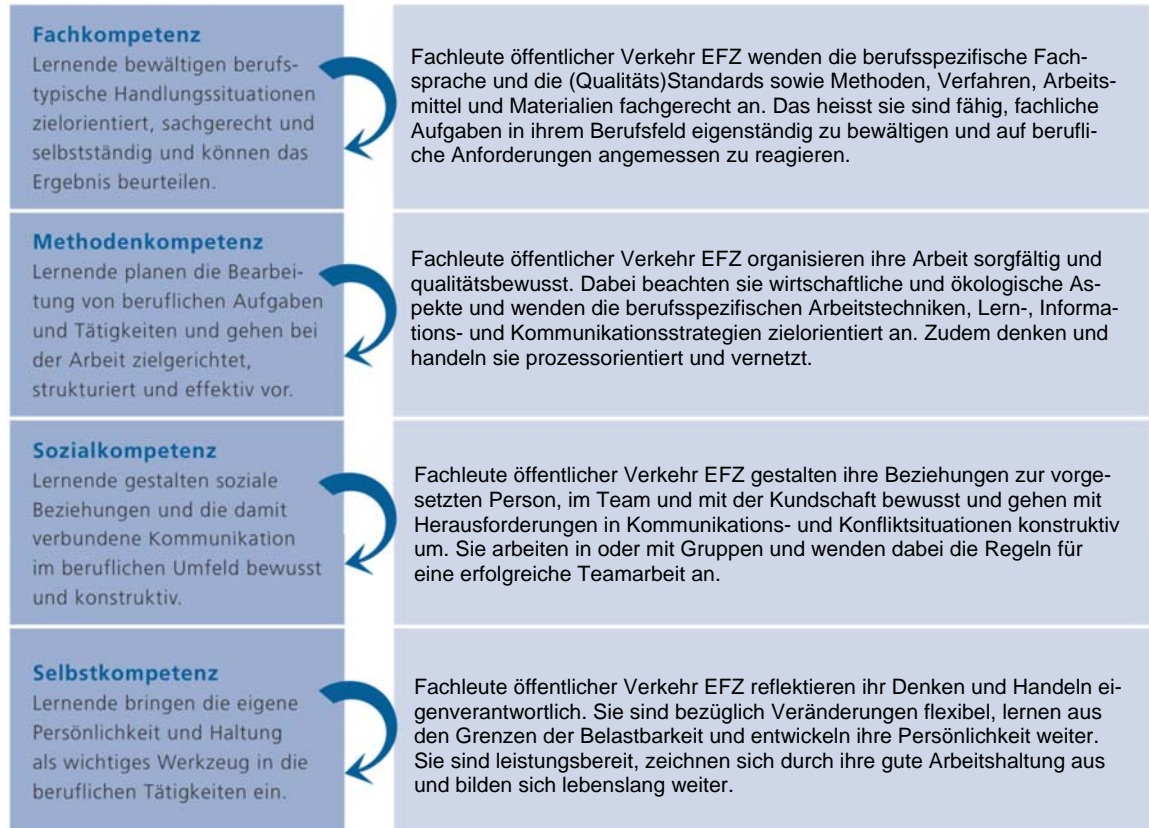 Fachkompetenz
Lernende bewältigen berufs-
typische Handlungssituationen
zielorientiert, sachgerecht und
selbstständig und können das
Ergebnis beurteilen.
Fachleute öffentlicher Verkehr EFZ wenden die berufsspezifische Fach-
sprache und die (Qualitäts)Standards sowie Methoden, Verfahren, Arbeits-
mittel und Materialien fachgerecht an. Das heisst sie sind fähig, fachliche
Aufgaben in ihrem Berufsfeld eigenständig zu bewältigen und auf berufli-
che Anforderungen angemessen zu reagieren.
Methodenkompetenz
Lernende planen die Bearbei-
tung von beruflichen Aufgaben
und Tätigkeiten und gehen bei
der Arbeit zielgerichtet,
strukturiert und effektiv vor.
Fachleute öffentlicher Verkehr EFZ organisieren ihre Arbeit sorgfältig und
qualitätsbewusst. Dabei beachten sie wirtschaftliche und ökologische As-
pekte und wenden die berufsspezifischen Arbeitstechniken, Lern-, Informa-
tions- und Kommunikationsstrategien zielorientiert an. Zudem denken und
handeln sie prozessorientiert und vernetzt.
Sozialkompetenz
Lernende gestalten soziale
Beziehungen und die damit
verbundene Kommunikation
im beruflichen Umfeld bewusst
und konstruktiv.
Fachleute öffentlicher Verkehr EFZ gestalten ihre Beziehungen zur vorge-
setzten Person, im Team und mit der Kundschaft bewusst und gehen mit
Herausforderungen in Kommunikations- und Konfliktsituationen konstruktiv
um. Sie arbeiten in oder mit Gruppen und wenden dabei die Regeln für
eine erfolgreiche Teamarbeit an.
Selbstkompetenz
Lernende bringen die eigene
Persönlichkeit und Haltung
als wichtiges Werkzeug in die
beruflichen Tätigkeiten ein.
Fachleute öffentlicher Verkehr EFZ reflektieren ihr Denken und Handeln ei-
genverantwortlich. Sie sind bezüglich Veränderungen flexibel, lernen aus
den Grenzen der Belastbarkeit und entwickeln ihre Persönlichkeit weiter.
Sie sind leistungsbereit, zeichnen sich durch ihre gute Arbeitshaltung aus
und bilden sich lebenslang weiter.